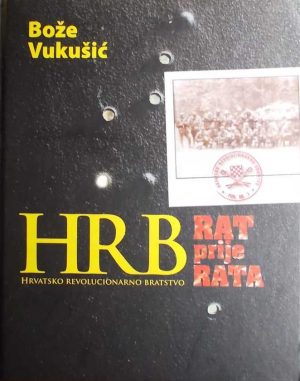 Bože
Vukušić
HRB
HRVATSKO REVOLUCIONARNO BRATSTVO
RAT
prije
RATA